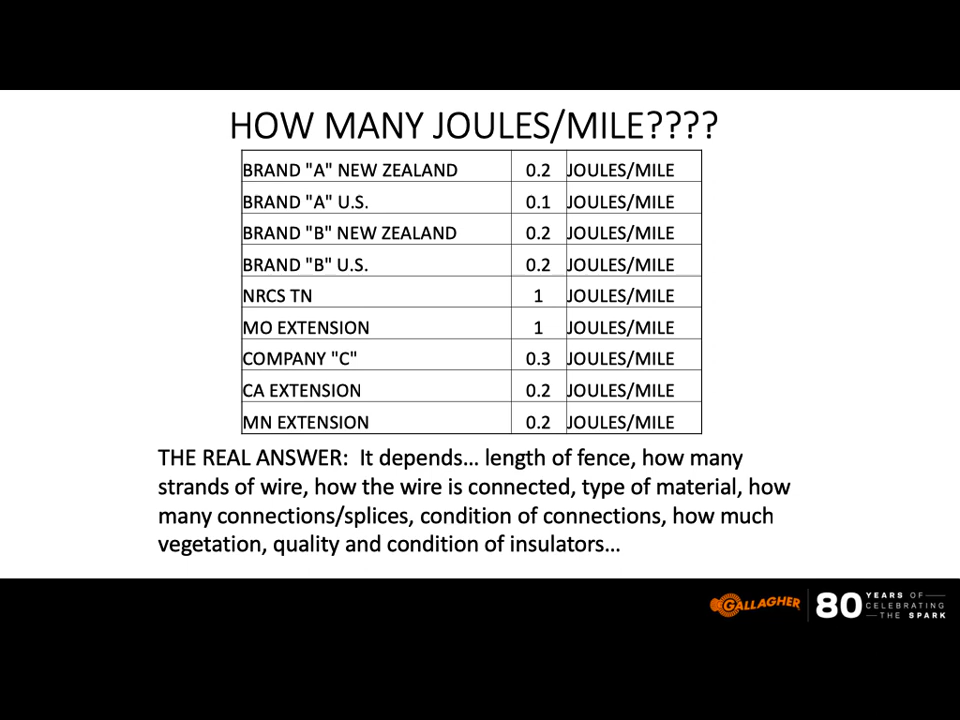 HOW MANY JOULES/MILE????
BRAND "A" NEW ZEALAND 0.2 JOULES/MILE
BRAND "A" U.S. 0.1 JOULES/MILE
BRAND "B" NEW ZEALAND 0.2 JOULES/MILE
BRAND "B" U.S. 0.2 JOULES/MILE
NRCS TN 1 JOULES/MILE
MO EXTENSION 1 JOULES/MILE
COMPANY "C" 0.3 JOULES/MILE
CA EXTENSION 0.2 JOULES/MILE
MN EXTENSION 0.2 JOULES/MILE
THE REAL ANSWER: It depends... length of fence, how many
strands of wire, how the wire is connected, type of material, how
many connections/splices, condition of connections, how much
vegetation, quality and condition of insulators...
GALLAGHER
80 YEARS OF
CELEBRATING
THE SPARK